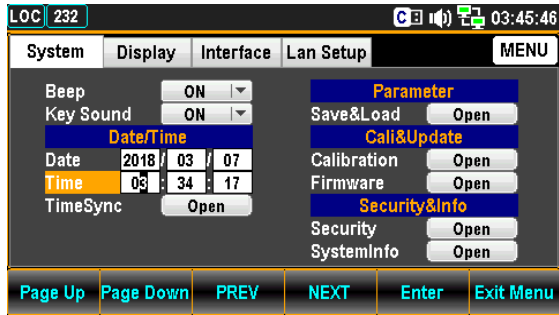 LOC 232 C 03:45:46
System Display Interface Lan Setup MENU
Beep ON
Key Sound ON
Date/Time
Date 2018 / 03 / 07
Time 03 : 34 : 17
TimeSync Open
Parameter
Save&Load Open
Cali&Update
Calibration Open
Firmware Open
Security&Info
Security Open
SystemInfo Open
Page Up Page Down PREV NEXT Enter Exit Menu